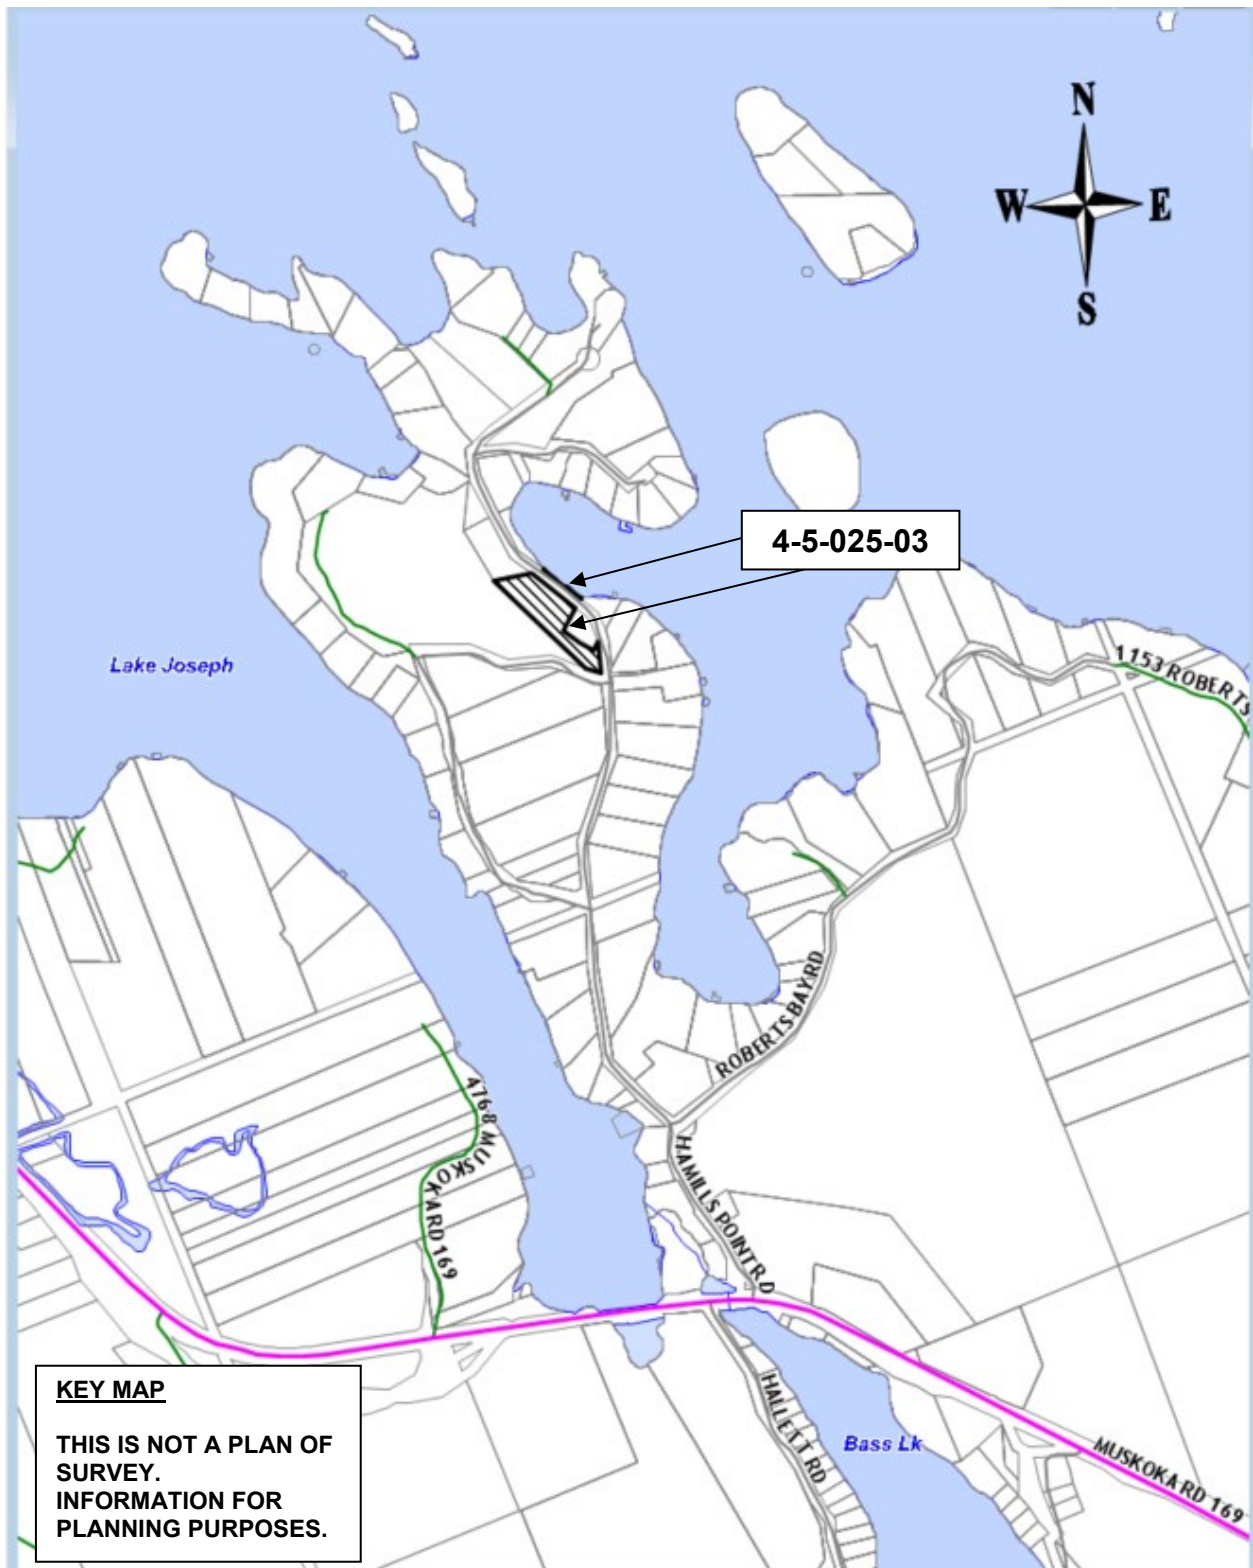 N
W E
S
4-5-025-03
Lake Joseph
1153 ROBERTS
ROBERTS BAY RD
4768 MUSKOKA RD 169
HAMILLS POINT RD
HALLETT RD
Bass Lk
MUSKOKA RD 169
KEY MAP
THIS IS NOT A PLAN OF
SURVEY.
INFORMATION FOR
PLANNING PURPOSES.